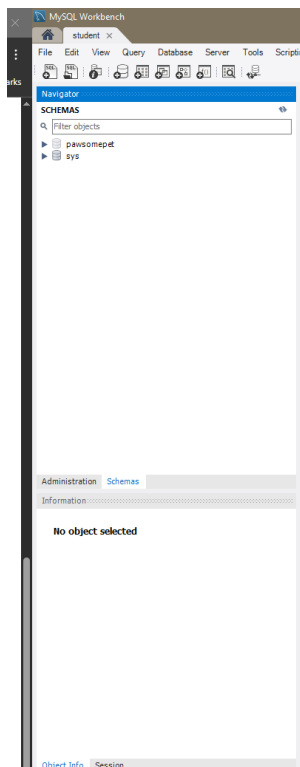 MySQL Workbench
student
File Edit View Query Database Server Tools
arks
Navigator
SCHEMAS
Filter objects
pawsomepet
sys
Administration Schemas
Information
No object selected
Object Info Session